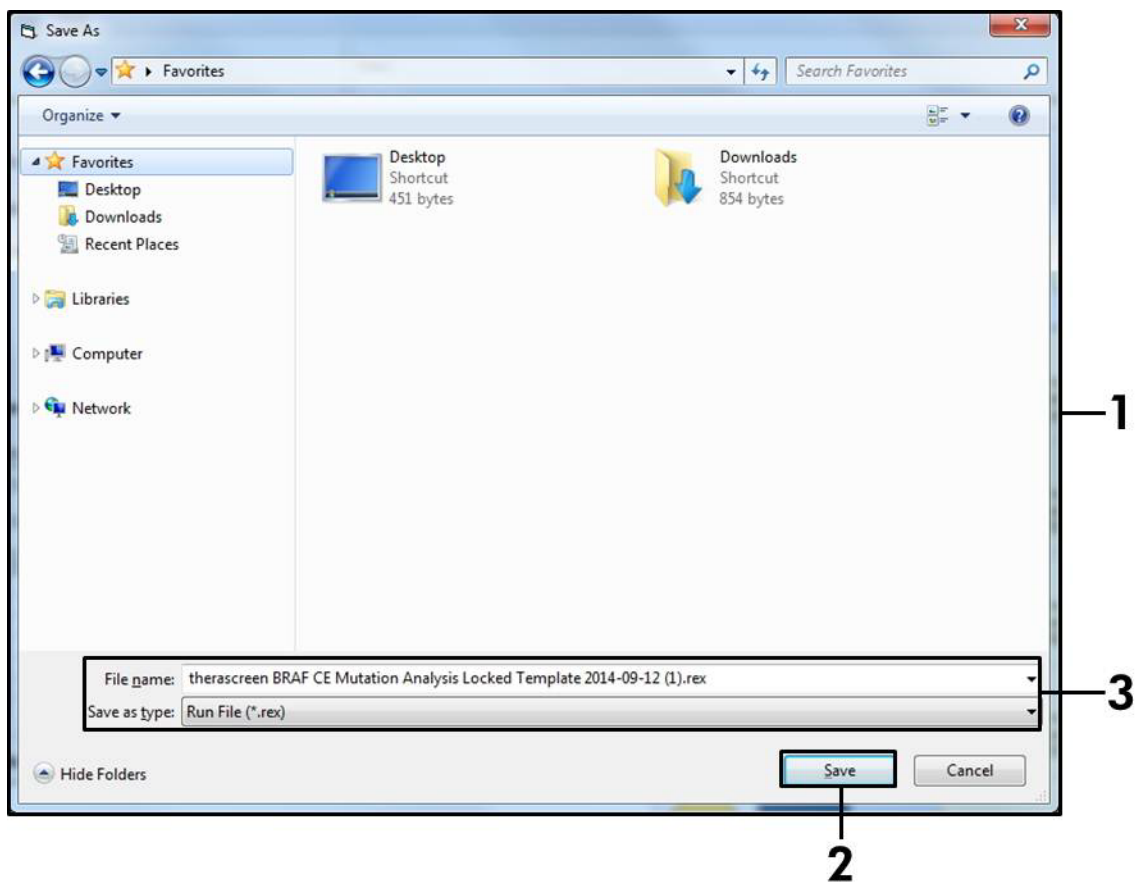 Save As
Favorites
Search Favorites
Organize
Favorites
Desktop
Downloads
Recent Places
Libraries
Computer
Network
Desktop
Shortcut
451 bytes
Downloads
Shortcut
854 bytes
1
File name: therascreen BRAF CE Mutation Analysis Locked Template 2014-09-12 (1).rex
Save as type: Run File (*.rex)
3
Hide Folders
Save
Cancel
2